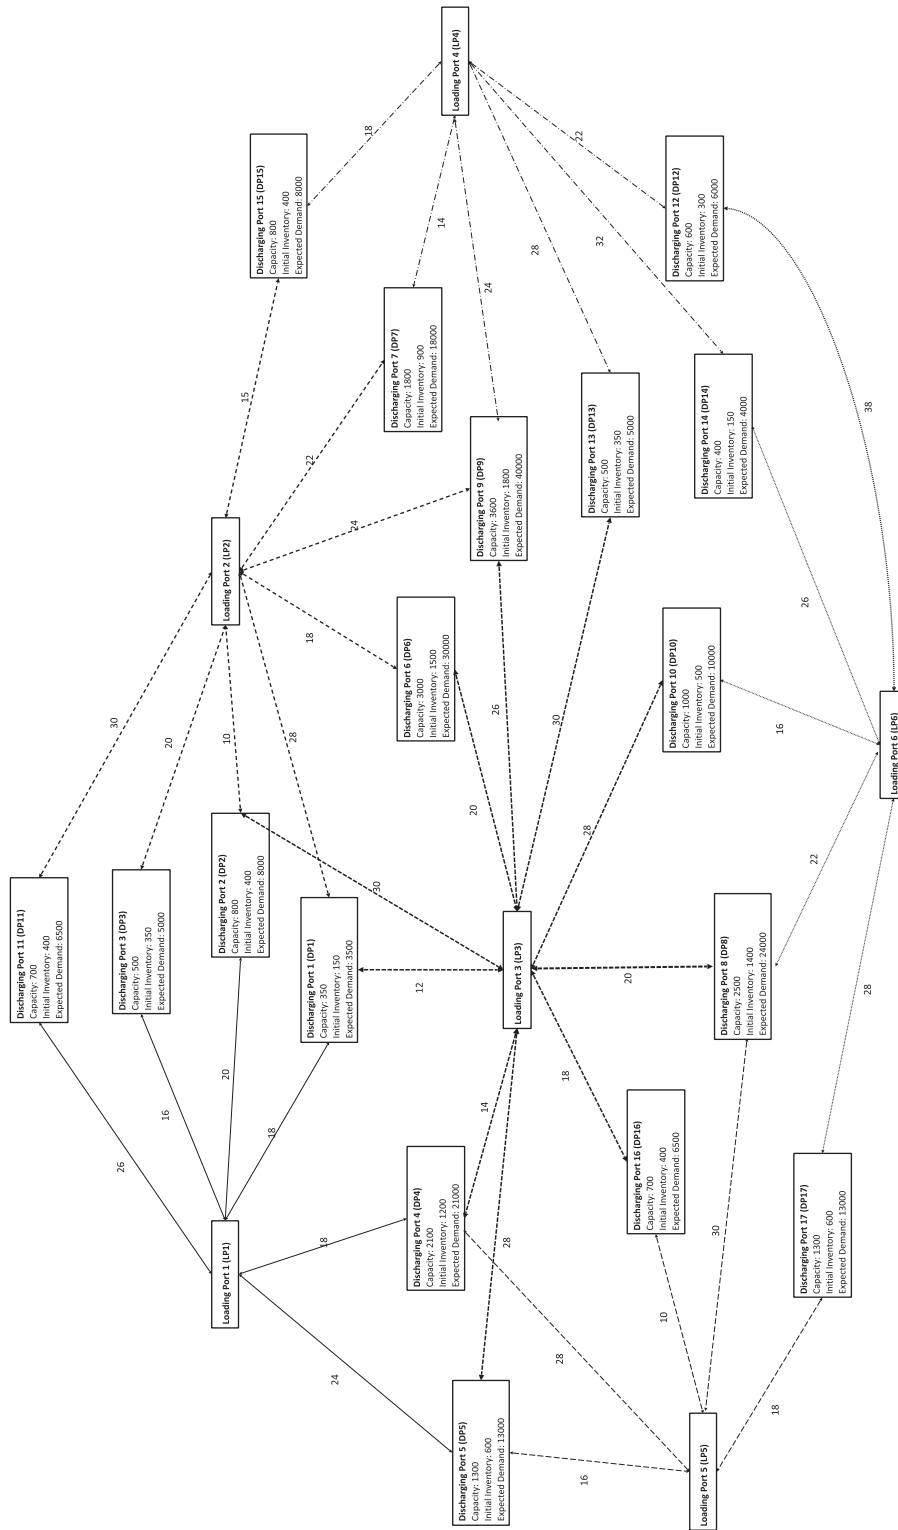 Loading Port 4 (LP4)
18
Discharging Port 15 (DP15)
Capacity: 800
Initial Inventory: 400
Expected Demand: 8000
14
24
28
32
22
Discharging Port 12 (DP12)
Capacity: 600
Initial Inventory: 300
Expected Demand: 6000
15
Discharging Port 7 (DP7)
Capacity: 1800
Initial Inventory: 900
Expected Demand: 18000
22
Discharging Port 9 (DP9)
Capacity: 3600
Initial Inventory: 1800
Expected Demand: 40000
Discharging Port 13 (DP13)
Capacity: 500
Initial Inventory: 350
Expected Demand: 5000
Discharging Port 14 (DP14)
Capacity: 400
Initial Inventory: 150
Expected Demand: 4000
38
Loading Port 2 (LP2)
24
18
26
30
20
10
28
Discharging Port 6 (DP6)
Capacity: 3000
Initial Inventory: 1500
Expected Demand: 30000
26
30
Discharging Port 10 (DP10)
Capacity: 1000
Initial Inventory: 500
Expected Demand: 10000
16
Loading Port 6 (LP6)
20
28
Discharging Port 11 (DP11)
Capacity: 700
Initial Inventory: 400
Expected Demand: 6500
Discharging Port 3 (DP3)
Capacity: 500
Initial Inventory: 350
Expected Demand: 5000
Discharging Port 2 (DP2)
Capacity: 800
Initial Inventory: 400
Expected Demand: 8000
30
Discharging Port 1 (DP1)
Capacity: 350
Initial Inventory: 150
Expected Demand: 3500
12
Loading Port 3 (LP3)
20
Discharging Port 8 (DP8)
Capacity: 2500
Initial Inventory: 1400
Expected Demand: 24000
22
28
26
16
20
18
14
18
Discharging Port 16 (DP16)
Capacity: 700
Initial Inventory: 400
Expected Demand: 6500
Loading Port 1 (LP1)
18
Discharging Port 4 (DP4)
Capacity: 2100
Initial Inventory: 1200
Expected Demand: 21000
28
30
Discharging Port 17 (DP17)
Capacity: 1300
Initial Inventory: 600
Expected Demand: 13000
24
28
10
Discharging Port 5 (DP5)
Capacity: 1300
Initial Inventory: 600
Expected Demand: 13000
16
Loading Port 5 (LP5)
18